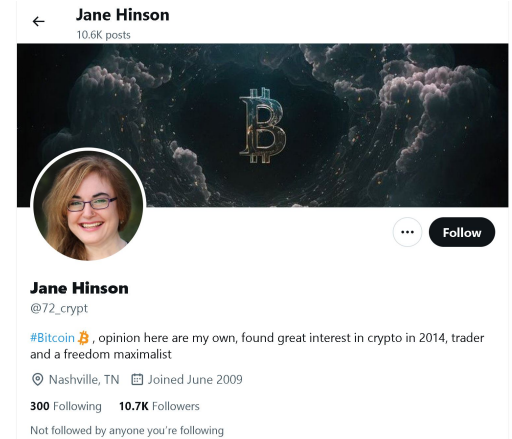 Jane Hinson
10.6K posts
Follow
Jane Hinson
@72_crypt
#Bitcoin , opinion here are my own, found great interest in crypto in 2014, trader
and a freedom maximalist
Nashville, TN Joined June 2009
300 Following 10.7K Followers
Not followed by anyone you're following